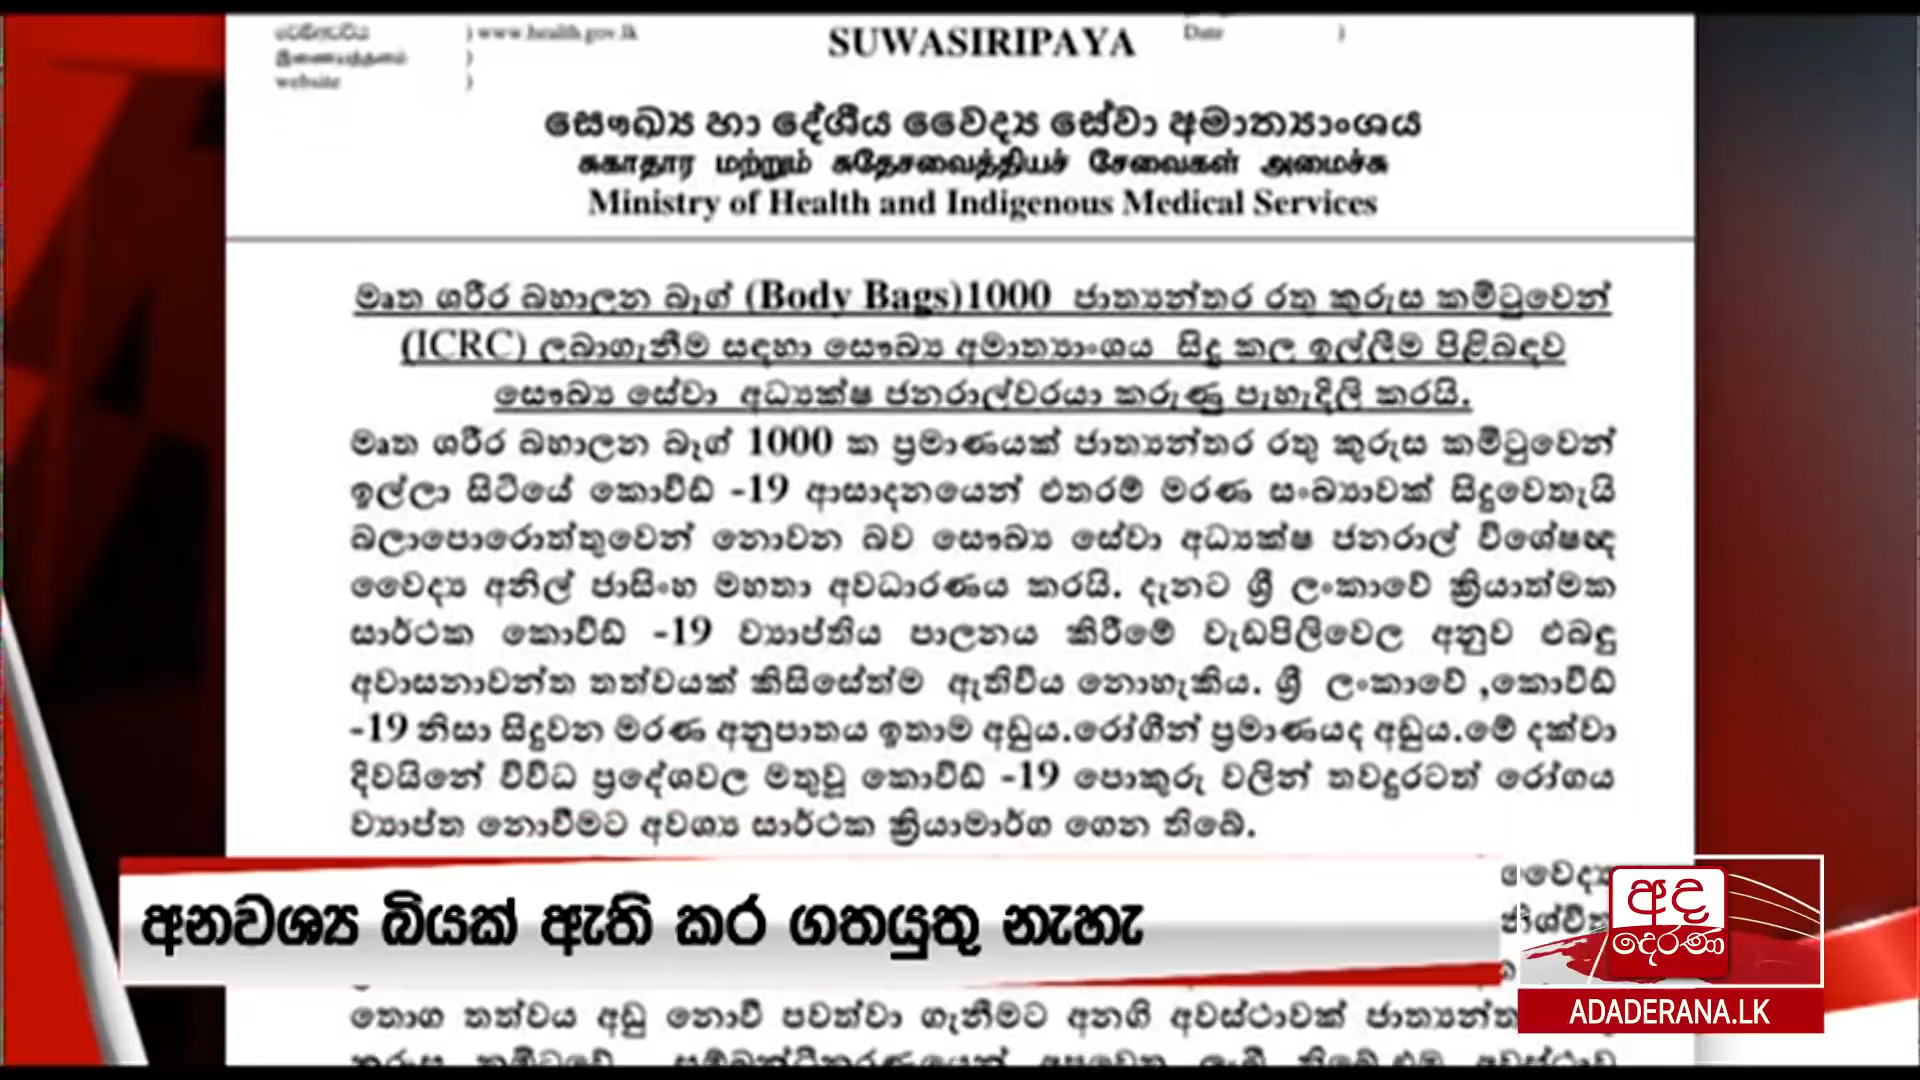 වෙබ්අඩවිය ) www.health.gov.lk
இணையத்தளம் )
website )
SUWASIRIPAYA
Date )
සෞඛ්‍ය හා දේශීය වෛද්‍ය සේවා අමාත්‍යාංශය
சுகாதார மற்றும் சுதேசவைத்தியச் சேவைகள் அமைச்சு
Ministry of Health and Indigenous Medical Services
මෘත ශරීර බහාලන බෑග් (Body Bags)1000 ජාත්‍යන්තර රතු කුරුස කමිටුවෙන්
(ICRC) ලබාගැනීම සඳහා සෞඛ්‍ය අමාත්‍යාංශය සිදු කල ඉල්ලීම පිළිබඳව
සෞඛ්‍ය සේවා අධ්‍යක්ෂ ජනරාල්වරයා කරුණු පැහැදිලි කරයි.
මෘත ශරීර බහාලන බෑග් 1000 ක ප්‍රමාණයක් ජාත්‍යන්තර රතු කුරුස කමිටුවෙන්
ඉල්ලා සිටියේ කොවිඩ් -19 ආසාදනයෙන් එතරම් මරණ සංඛ්‍යාවක් සිදුවෙතැයි
බලාපොරොත්තුවෙන් නොවන බව සෞඛ්‍ය සේවා අධ්‍යක්ෂ ජනරාල් විශේෂඥ
වෛද්‍ය අනිල් ජාසිංහ මහතා අවධාරණය කරයි. දැනට ශ්‍රී ලංකාවේ ක්‍රියාත්මක
සාර්ථක කොවිඩ් -19 ව්‍යාප්තිය පාලනය කිරීමේ වැඩපිලිවෙල අනුව එබඳු
අවාසනාවන්ත තත්වයක් කිසිසේත්ම ඇතිවිය නොහැකිය. ශ්‍රී ලංකාවේ ,කොවිඩ්
-19 නිසා සිදුවන මරණ අනුපාතය ඉතාම අඩුය.රෝගීන් ප්‍රමාණයද අඩුය.මේ දක්වා
දිවයිනේ විවිධ ප්‍රදේශවල මතුවූ කොවිඩ් -19 පොකුරු වලින් තවදුරටත් රෝගය
ව්‍යාප්ත නොවීමට අවශ්‍ය සාර්ථක ක්‍රියාමාර්ග ගෙන තිබේ.
වෛද්‍ය
අනවශ්‍ය බියක් ඇති කර ගතයුතු නැහැ
අද
දෙරණ
තොග තත්වය අඩු නොවී පවත්වා ගැනීමට අනගි අවස්ථාවක් ජාත්‍යන්ත
ADADERANA.LK